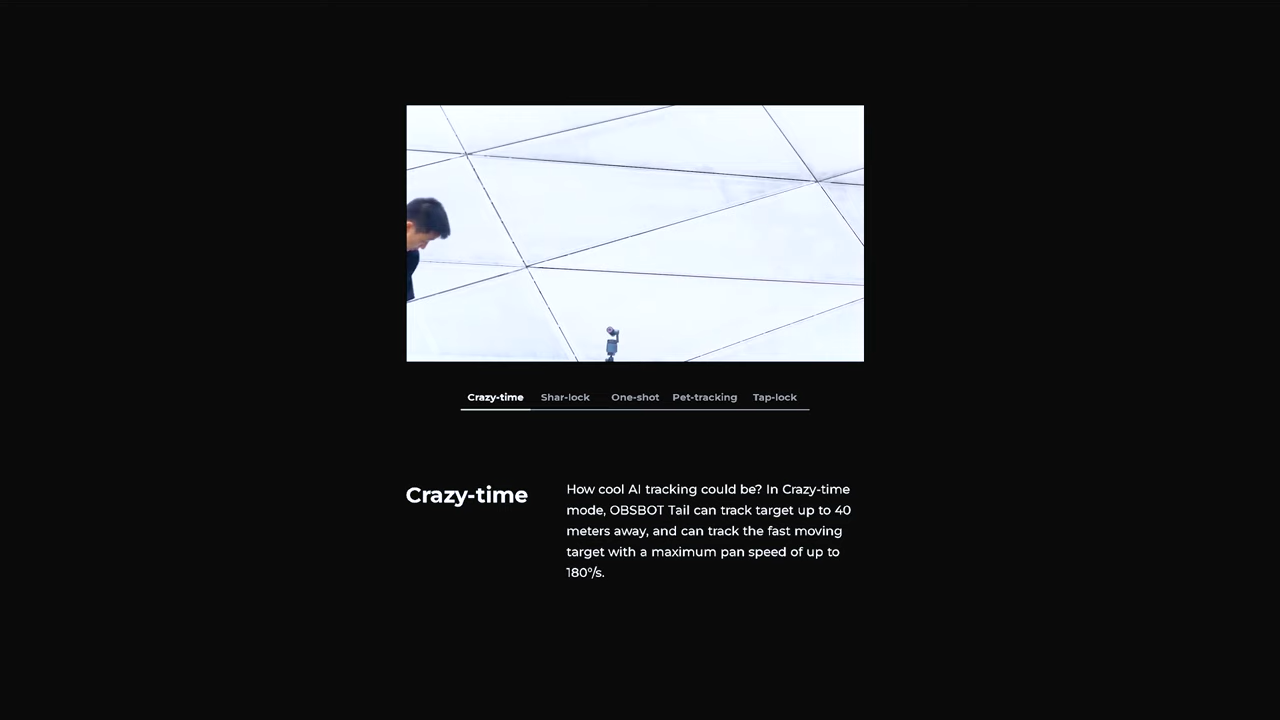 Crazy-time Shar-lock One-shot Pet-tracking Tap-lock
Crazy-time
How cool AI tracking could be? In Crazy-time
mode, OBSBOT Tail can track target up to 40
meters away, and can track the fast moving
target with a maximum pan speed of up to
180°/s.